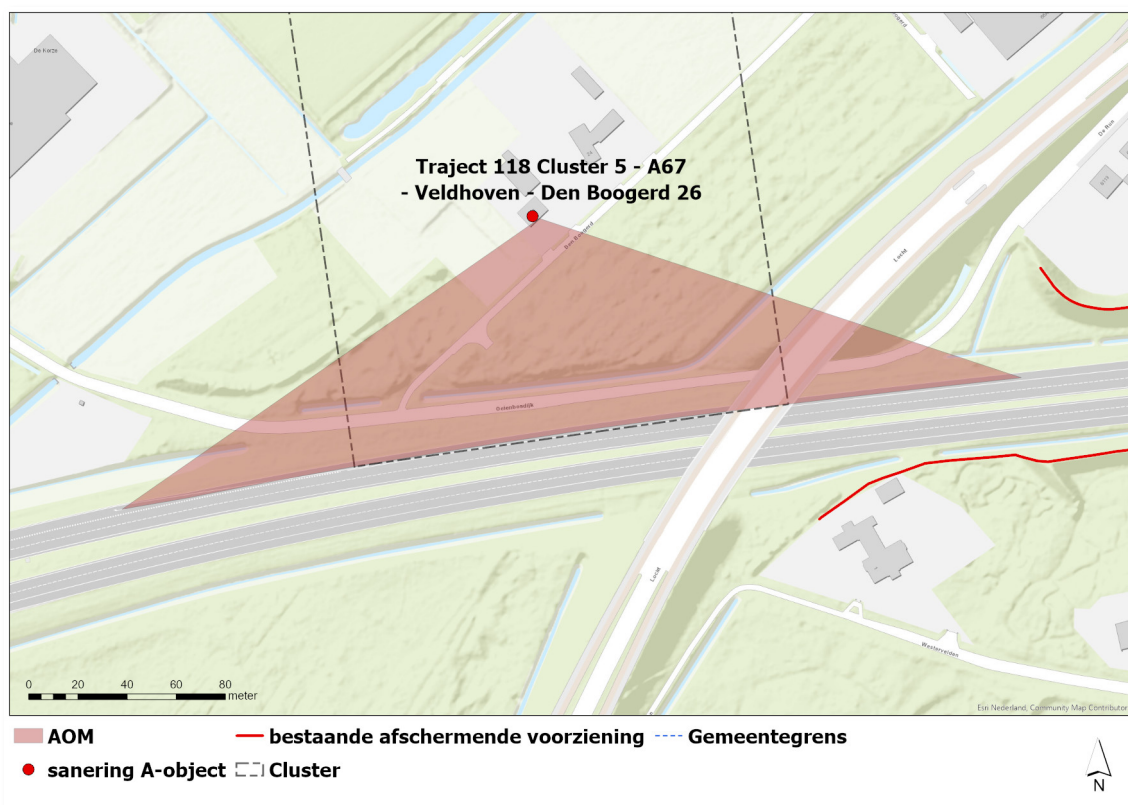 De Korze
Traject 118 Cluster 5 - A67
- Veldhoven - Den Boogerd 26
Den Boogerd
Locht
De Run
Locht
Westervelden
0 20 40 60 80
meter
Esri Nederland, Community Map Contributors
AOM
bestaande afschermende voorziening
Gemeentegrens
sanering A-object
Cluster
N